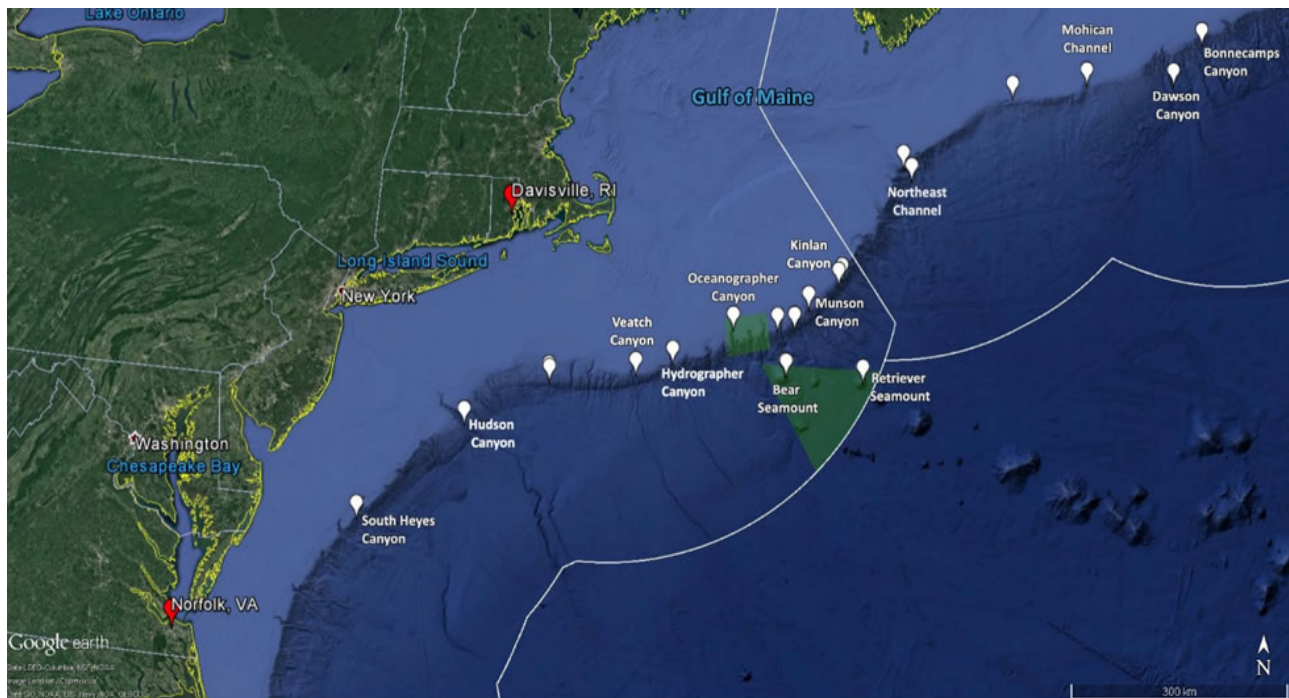 Lake Ontario
Mohican
Channel
Bonnecamps
Canyon
Gulf of Maine
Dawson
Canyon
Davisville, RI
Northeast
Channel
Long Island Sound
Kinlan
Canyon
New York
Oceanographer
Canyon
Munson
Canyon
Veatch
Canyon
Hydrographer
Canyon
Bear
Seamount
Retriever
Seamount
Hudson
Canyon
Washington
Chesapeake Bay
South Heyes
Canyon
Norfolk, VA
Google earth
N
300 km